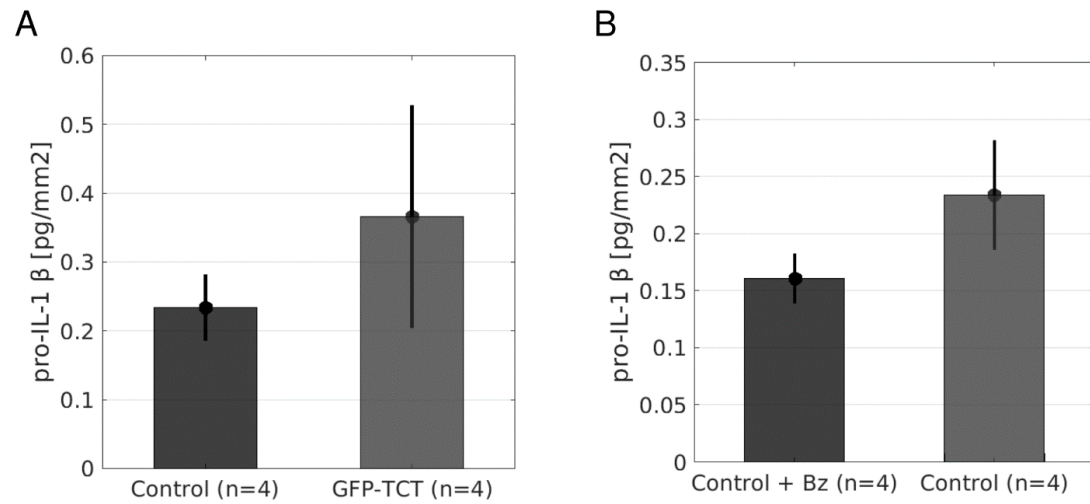 A
pro-IL-1 β [pg/mm2]
0.6
0.5
0.4
0.3
0.2
0.1
0
Control (n=4)
GFP-TCT (n=4)
B
pro-IL-1 β [pg/mm2]
0.35
0.3
0.25
0.2
0.15
0.1
0.05
0
Control + Bz (n=4)
Control (n=4)